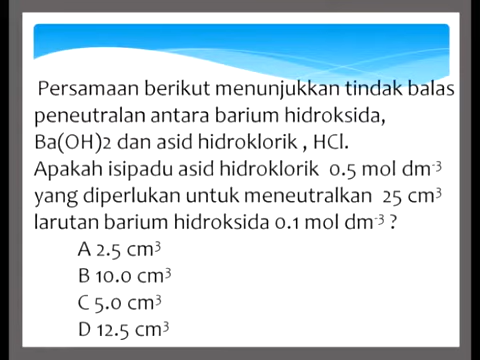 Persamaan berikut menunjukkan tindak balas
peneutralan antara barium hidroksida,
Ba(OH)2 dan asid hidroklorik , HCl.
Apakah isipadu asid hidroklorik 0.5 mol dm⁻³
yang diperlukan untuk meneutralkan 25 cm³
larutan barium hidroksida 0.1 mol dm⁻³ ?
A 2.5 cm³
B 10.0 cm³
C 5.0 cm³
D 12.5 cm³